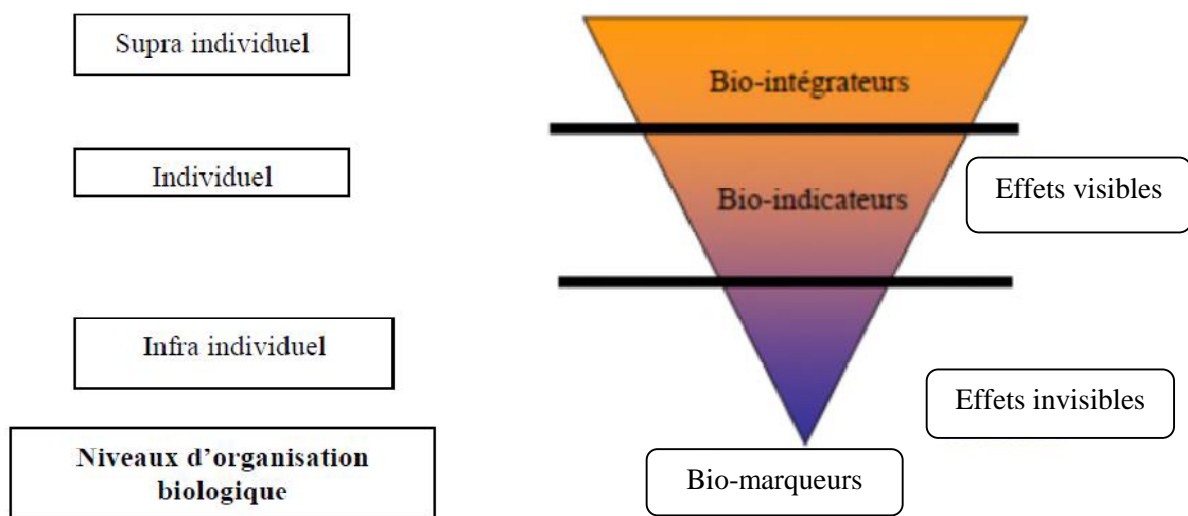 Supra individuel
Bio-intégrateurs
Individuel
Bio-indicateurs
Effets visibles
Infra individuel
Effets invisibles
Niveaux d'organisation
biologique
Bio-marqueurs